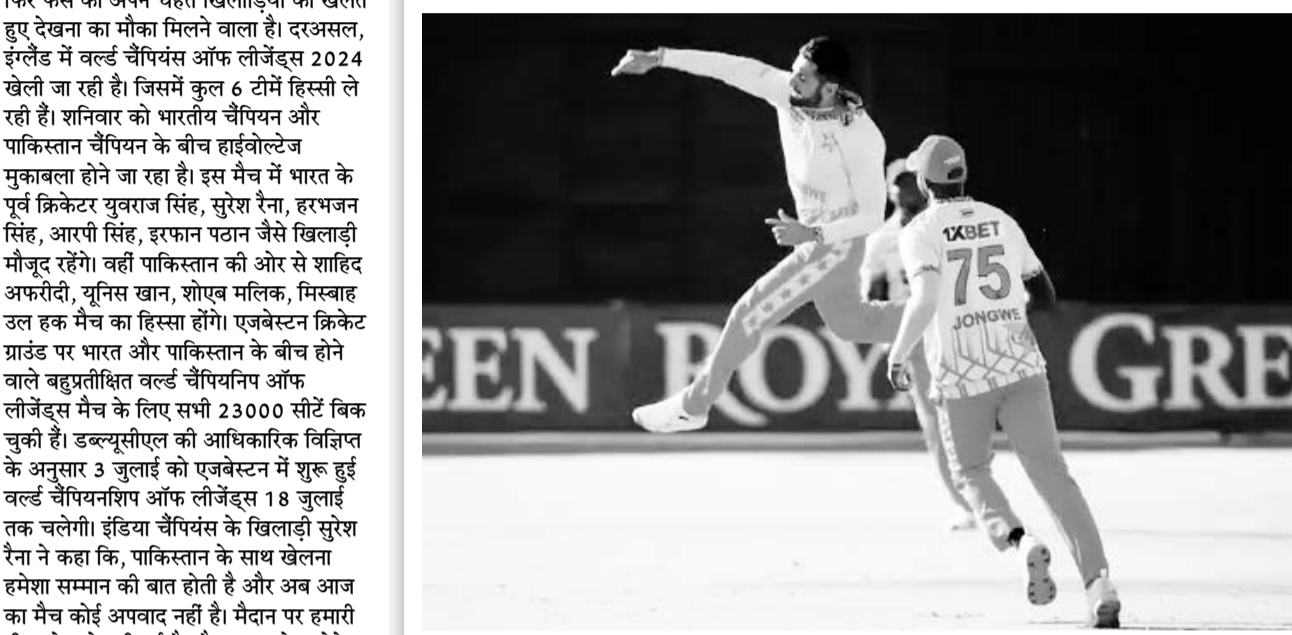 फिर फैंस को अपने चहेते खिलाड़ियों को खेलते
हुए देखना का मौका मिलने वाला है। दरअसल,
इंग्लैंड में वर्ल्ड चैंपियंस ऑफ लीजेंड्स 2024
खेली जा रही है। जिसमें कुल 6 टीमें हिस्सी ले
रही हैं। शनिवार को भारतीय चैंपियन और
पाकिस्तान चैंपियन के बीच हाईवोल्टेज
मुकाबला होने जा रहा है। इस मैच में भारत के
पूर्व क्रिकेटर युवराज सिंह, सुरेश रैना, हरभजन
सिंह, आरपी सिंह, इरफान पठान जैसे खिलाड़ी
मौजूद रहेंगे। वहीं पाकिस्तान की ओर से शाहिद
अफरीदी, यूनिस खान, शोएब मलिक, मिस्बाह
उल हक मैच का हिस्सा होंगे। एजबेस्टन क्रिकेट
ग्राउंड पर भारत और पाकिस्तान के बीच होने
वाले बहुप्रतीक्षित वर्ल्ड चैंपियनिप ऑफ
लीजेंड्स मैच के लिए सभी 23000 सीटें बिक
चुकी हैं। डब्ल्यूसीएल की आधिकारिक विज्ञिप्त
के अनुसार 3 जुलाई को एजबेस्टन में शुरू हुई
वर्ल्ड चैंपियनशिप ऑफ लीजेंड्स 18 जुलाई
तक चलेगी। इंडिया चैंपियंस के खिलाड़ी सुरेश
रैना ने कहा कि, पाकिस्तान के साथ खेलना
हमेशा सम्मान की बात होती है और अब आज
का मैच कोई अपवाद नहीं है। मैदान पर हमारी
1XBET
75
JONGWE
EEN ROYA GRE